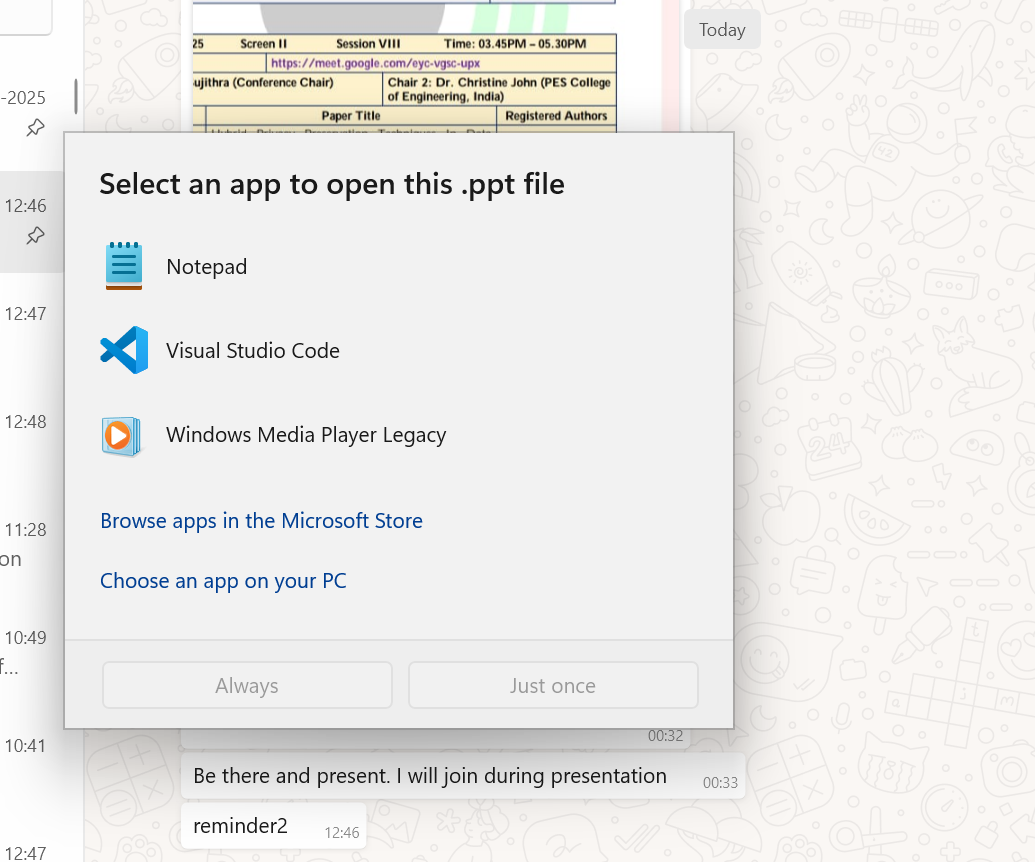 Today
25 Screen II Session VIII Time: 03.45PM – 05.30PM
https://meet.google.com/eyc-vgsc-upx
ujithra (Conference Chair) Chair 2: Dr. Christine John (PES College
of Engineering, India)
Paper Title Registered Authors
-2025
12:46
12:47
12:48
11:28
on
10:49
f...
10:41
12:47
Select an app to open this .ppt file
Notepad
Visual Studio Code
Windows Media Player Legacy
Browse apps in the Microsoft Store
Choose an app on your PC
Always Just once
00:32
Be there and present. I will join during presentation 00:33
reminder2 12:46